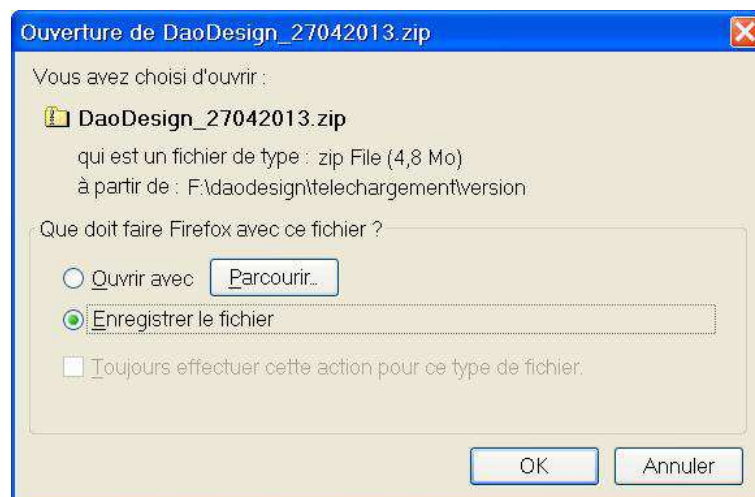 Ouverture de DaoDesign_27042013.zip
Vous avez choisi d'ouvrir :
DaoDesign_27042013.zip
qui est un fichier de type : zip File (4,8 Mo)
à partir de : F:\daodesign\telechargement\version
Que doit faire Firefox avec ce fichier ?
Ouvrir avec Parcourir...
Enregistrer le fichier
Toujours effectuer cette action pour ce type de fichier.
OK Annuler